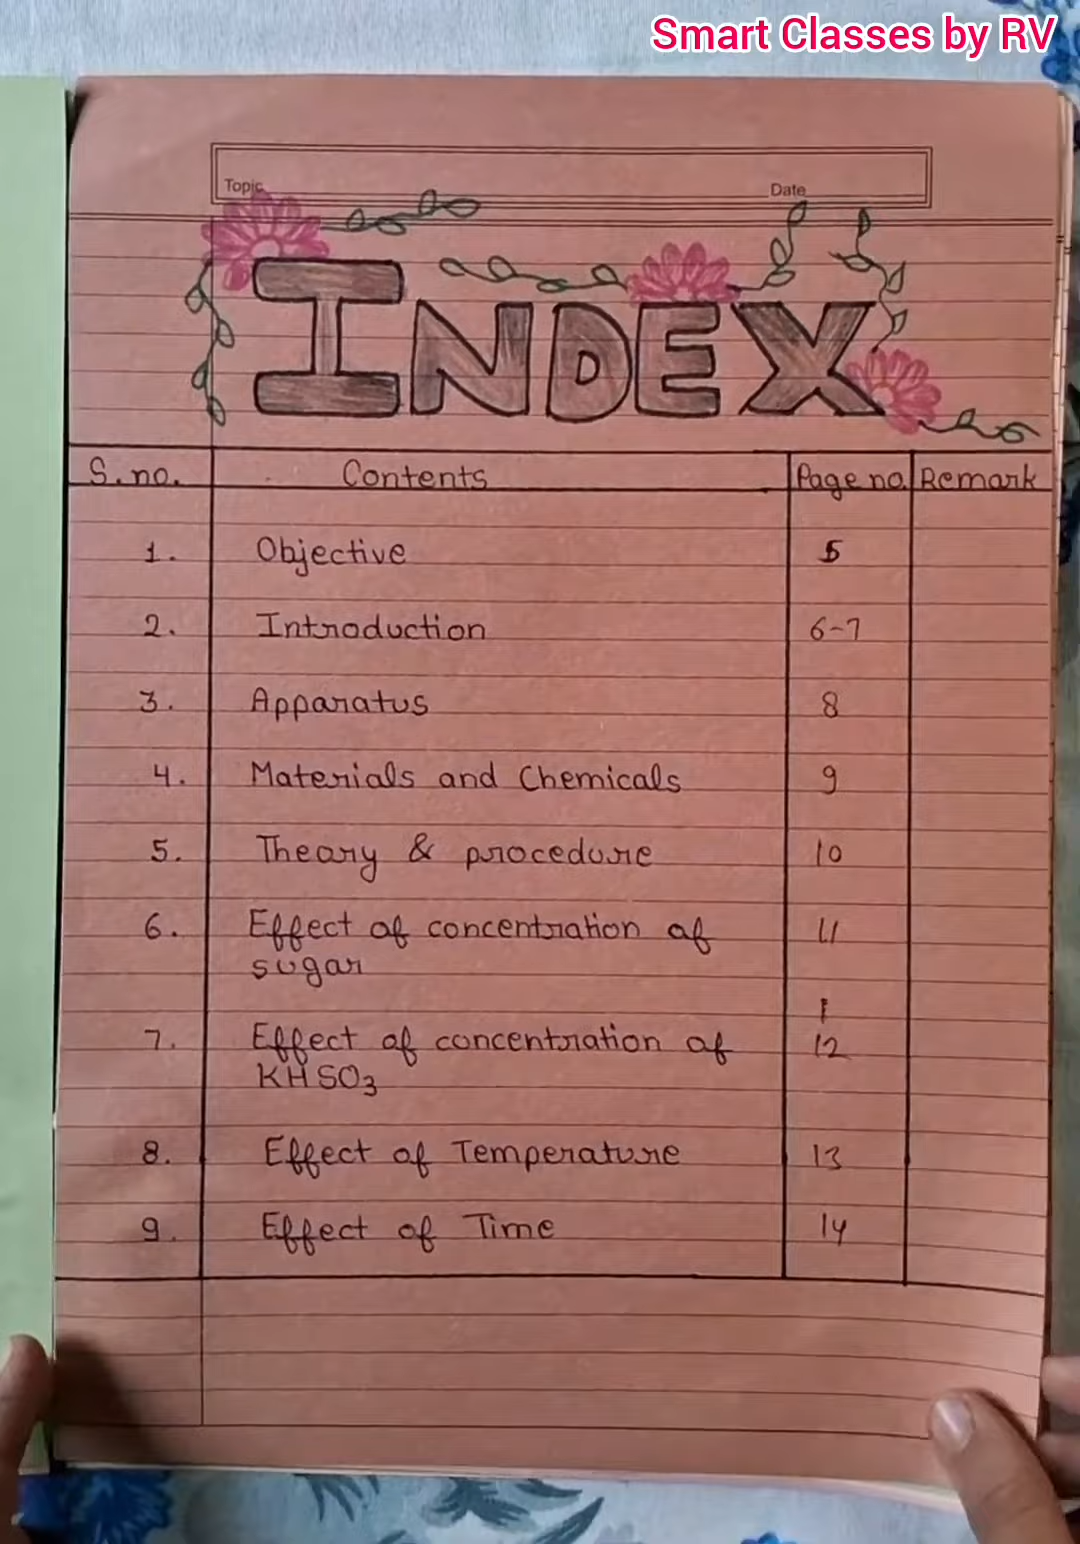 Smart Classes by RV
Topic Date
INDEX
S.no. Contents Page no. Remark
1. Objective 5
2. Introduction 6-7
3. Apparatus 8
4. Materials and Chemicals 9
5. Theory & procedure 10
6. Effect of concentration of 11
sugar
7. Effect of concentration of 12
KHSO3
8. Effect of Temperature 13
9. Effect of Time 14